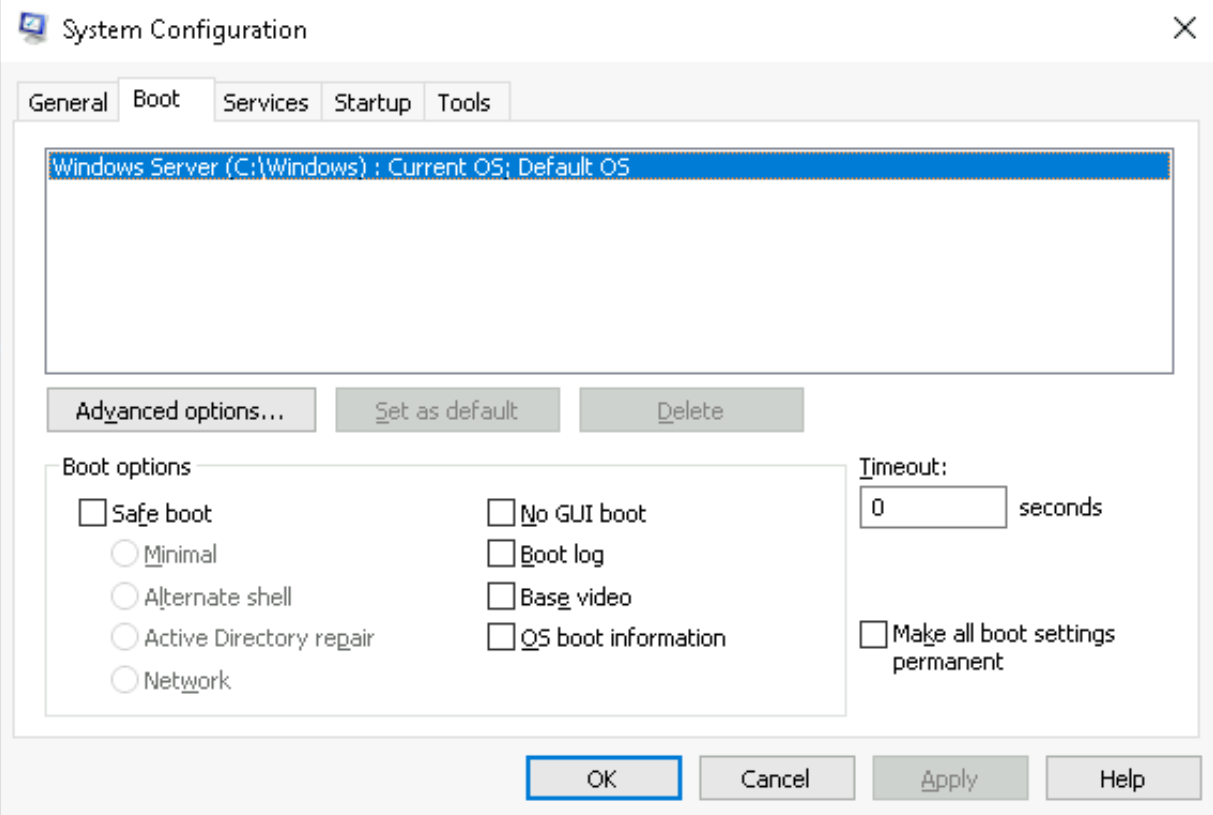 System Configuration
General Boot Services Startup Tools
Windows Server (C:\Windows) : Current OS; Default OS
Advanced options... Set as default Delete
Boot options Timeout:
Safe boot No GUI boot 0 seconds
Minimal Boot log
Alternate shell Base video
Active Directory repair OS boot information Make all boot settings
permanent
Network
OK Cancel Apply Help